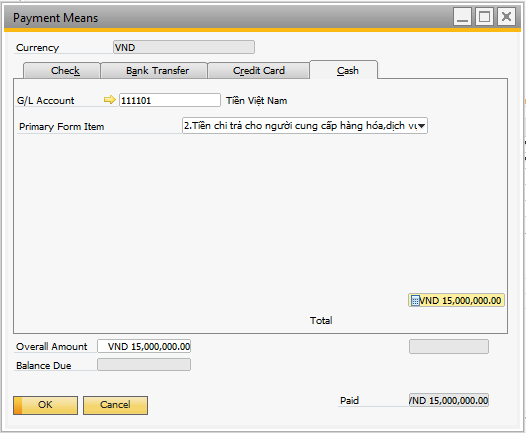 Payment Means
Currency VND
Check Bank Transfer Credit Card Cash
G/L Account 111101 Tiền Việt Nam
Primary Form Item 2.Tiền chi trả cho người cung cấp hàng hóa,dịch vụ
VND 15,000,000.00
Total
Overall Amount VND 15,000,000.00
Balance Due
OK Cancel Paid VND 15,000,000.00